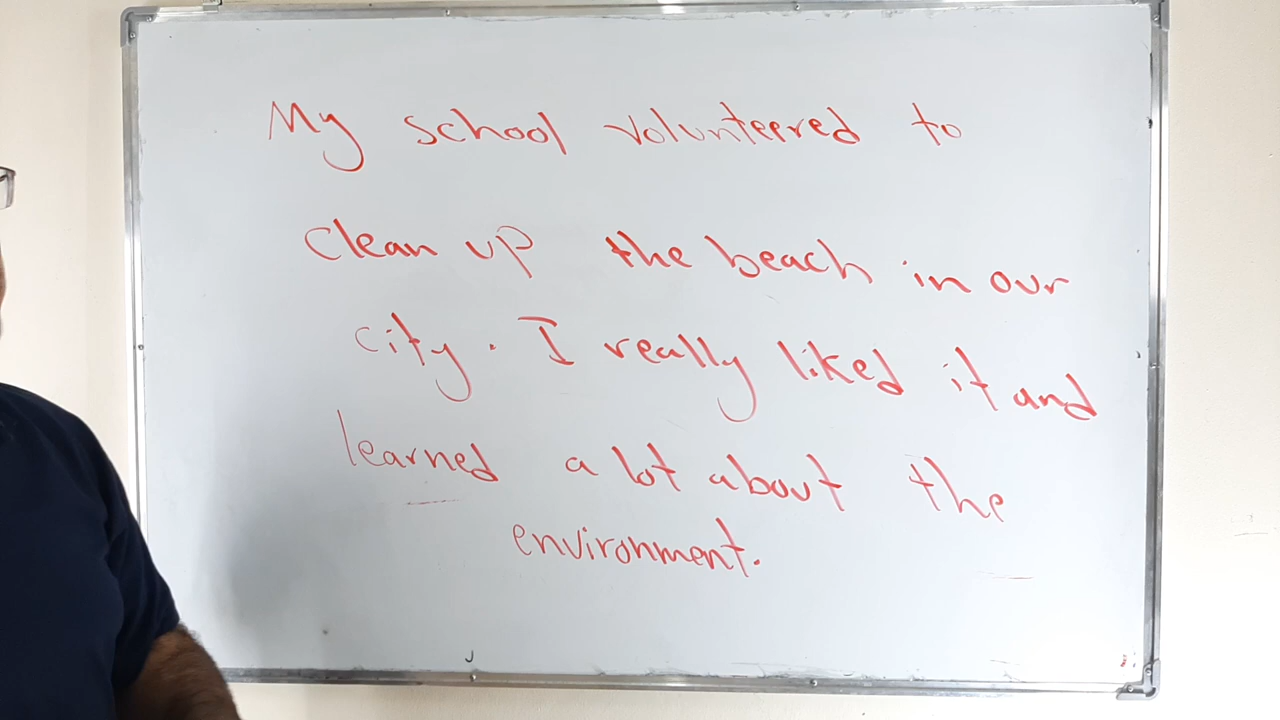 My school volunteered to
clean up the beach in our
city. I really liked it and
learned a lot about the
environment.